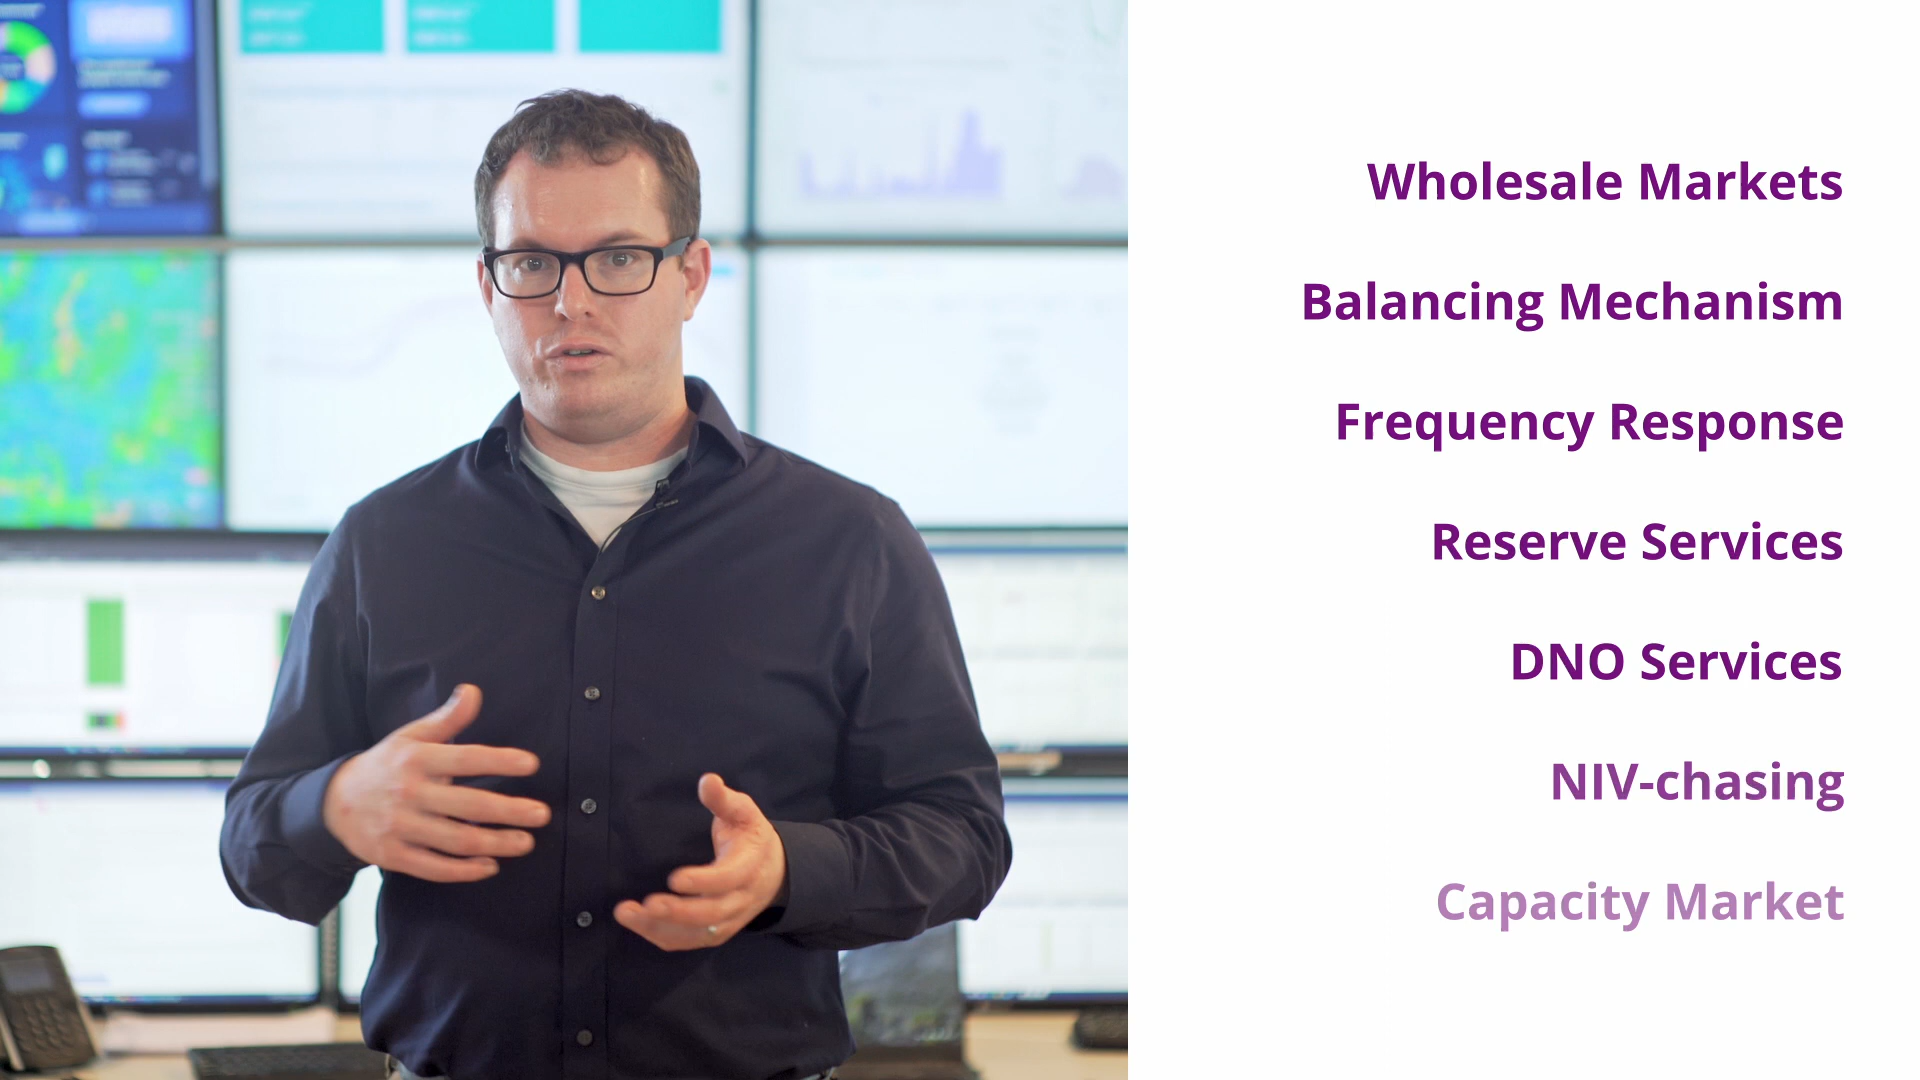 Wholesale Markets
Balancing Mechanism
Frequency Response
Reserve Services
DNO Services
NIV-chasing
Capacity Market